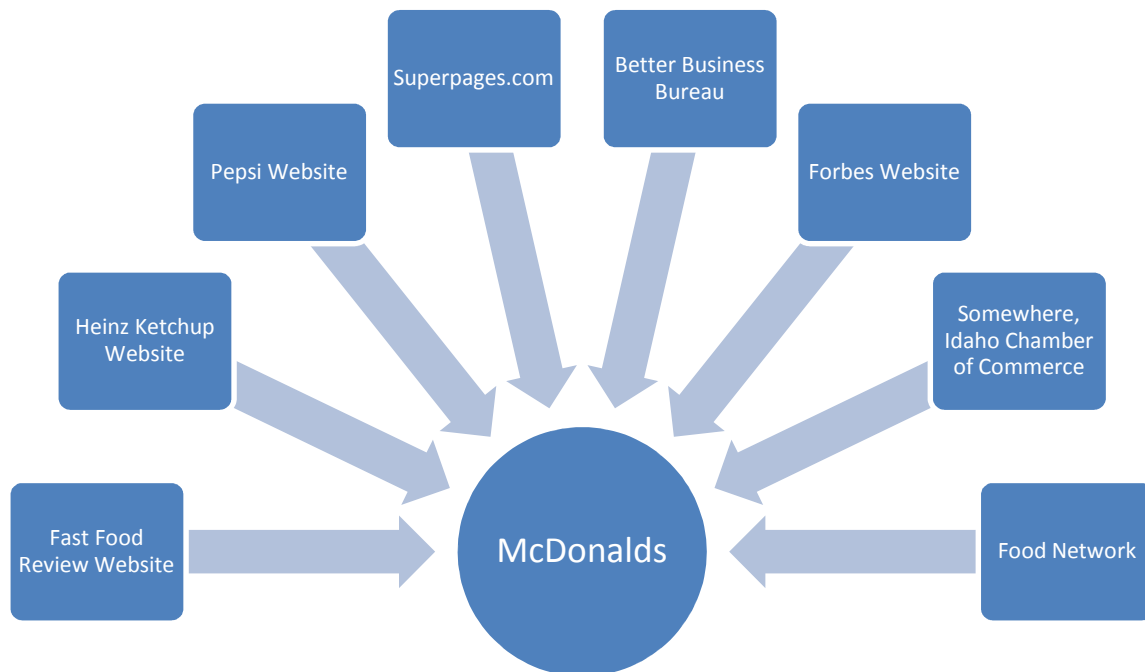 Superpages.com
Better Business
Bureau
Pepsi Website
Forbes Website
Heinz Ketchup
Website
Somewhere,
Idaho Chamber
of Commerce
Fast Food
Review Website
McDonalds
Food Network